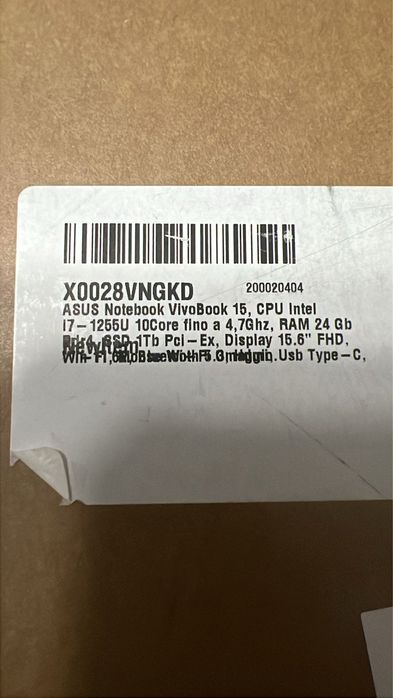 X0028VNGKD
200020404
ASUS Notebook VivoBook 15, CPU Intel
i7-1255U 10Core fino a 4,7Ghz, RAM 24 Gb
SSD 1Tb Pci-Ex, Display 15.6" FHD,
Usb Type-C,